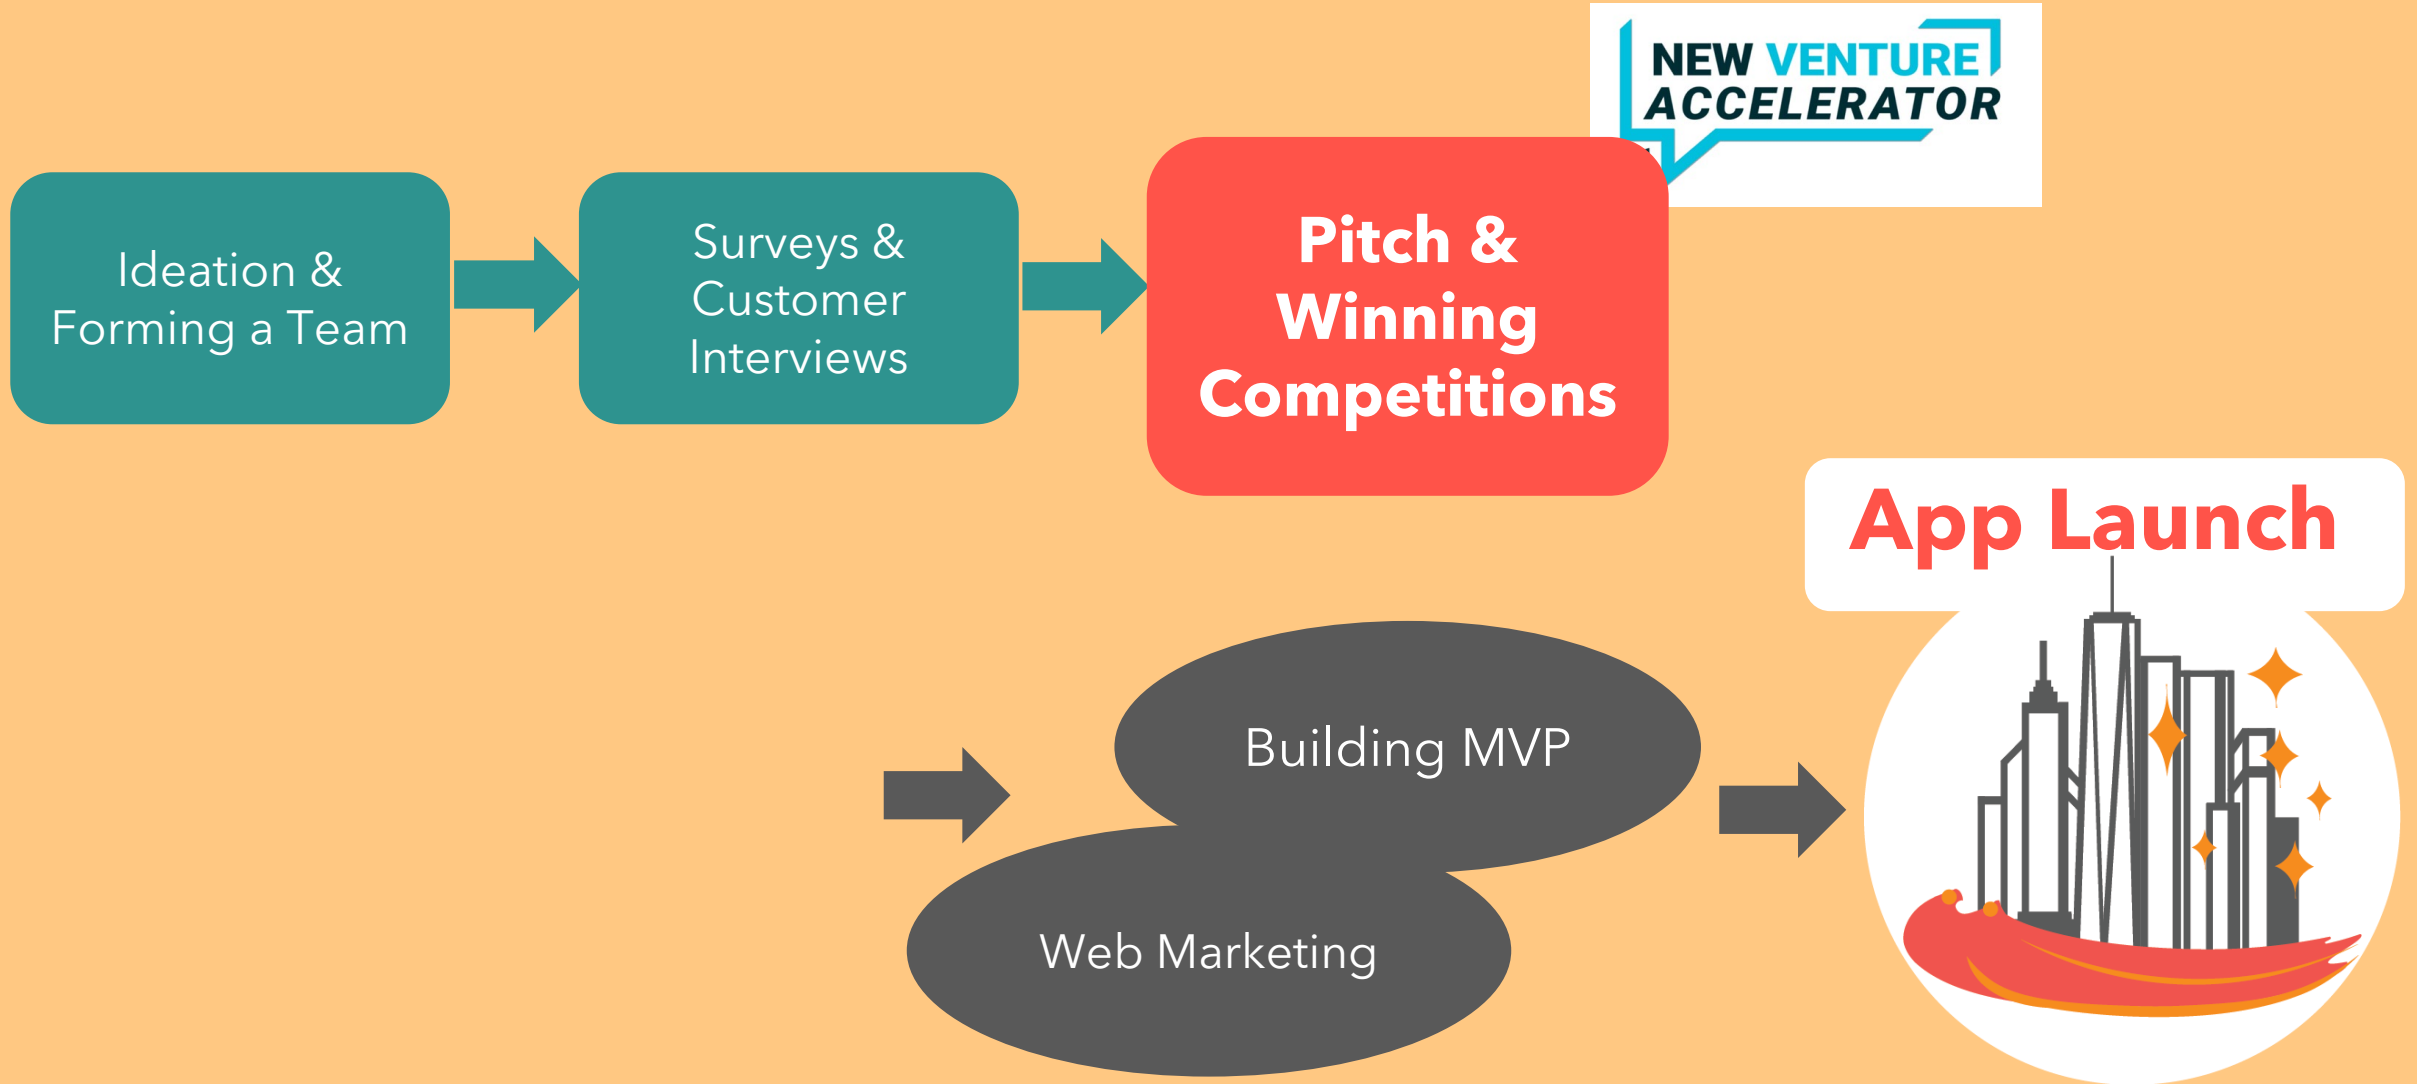 NEW VENTURE
ACCELERATOR
Ideation &
Forming a Team
Surveys &
Customer
Interviews
Pitch &
Winning
Competitions
App Launch
Building MVP
Web Marketing